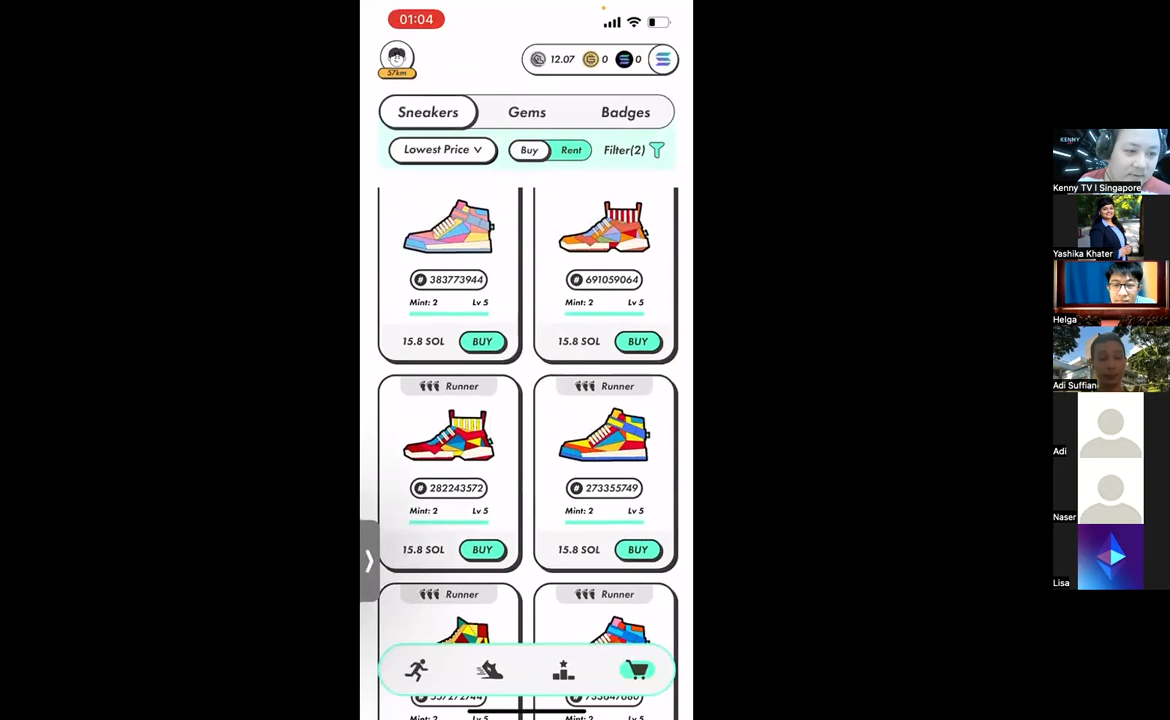 01:04
57km
12.07
0
0
Sneakers
Gems
Badges
Lowest Price
Buy
Rent
Filter(2)
# 383773944
# 691059064
Mint: 2 Lv 5
Mint: 2 Lv 5
15.8 SOL BUY
15.8 SOL BUY
Runner
Runner
# 282243572
# 273355749
Mint: 2 Lv 5
Mint: 2 Lv 5
15.8 SOL BUY
15.8 SOL BUY
Runner
Runner
KENNY
Kenny TV I Singapore
Yashika Khater
Helga
Adi Suffian
Adi
Naser
Lisa